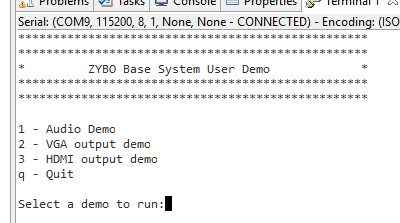 Problems Tasks Console Properties Terminal 1
Serial: (COM9, 115200, 8, 1, None, None - CONNECTED) - Encoding: (ISO
**************************************************
**************************************************
*         ZYBO Base System User Demo             *
**************************************************
**************************************************
1 - Audio Demo
2 - VGA output demo
3 - HDMI output demo
q - Quit
Select a demo to run: